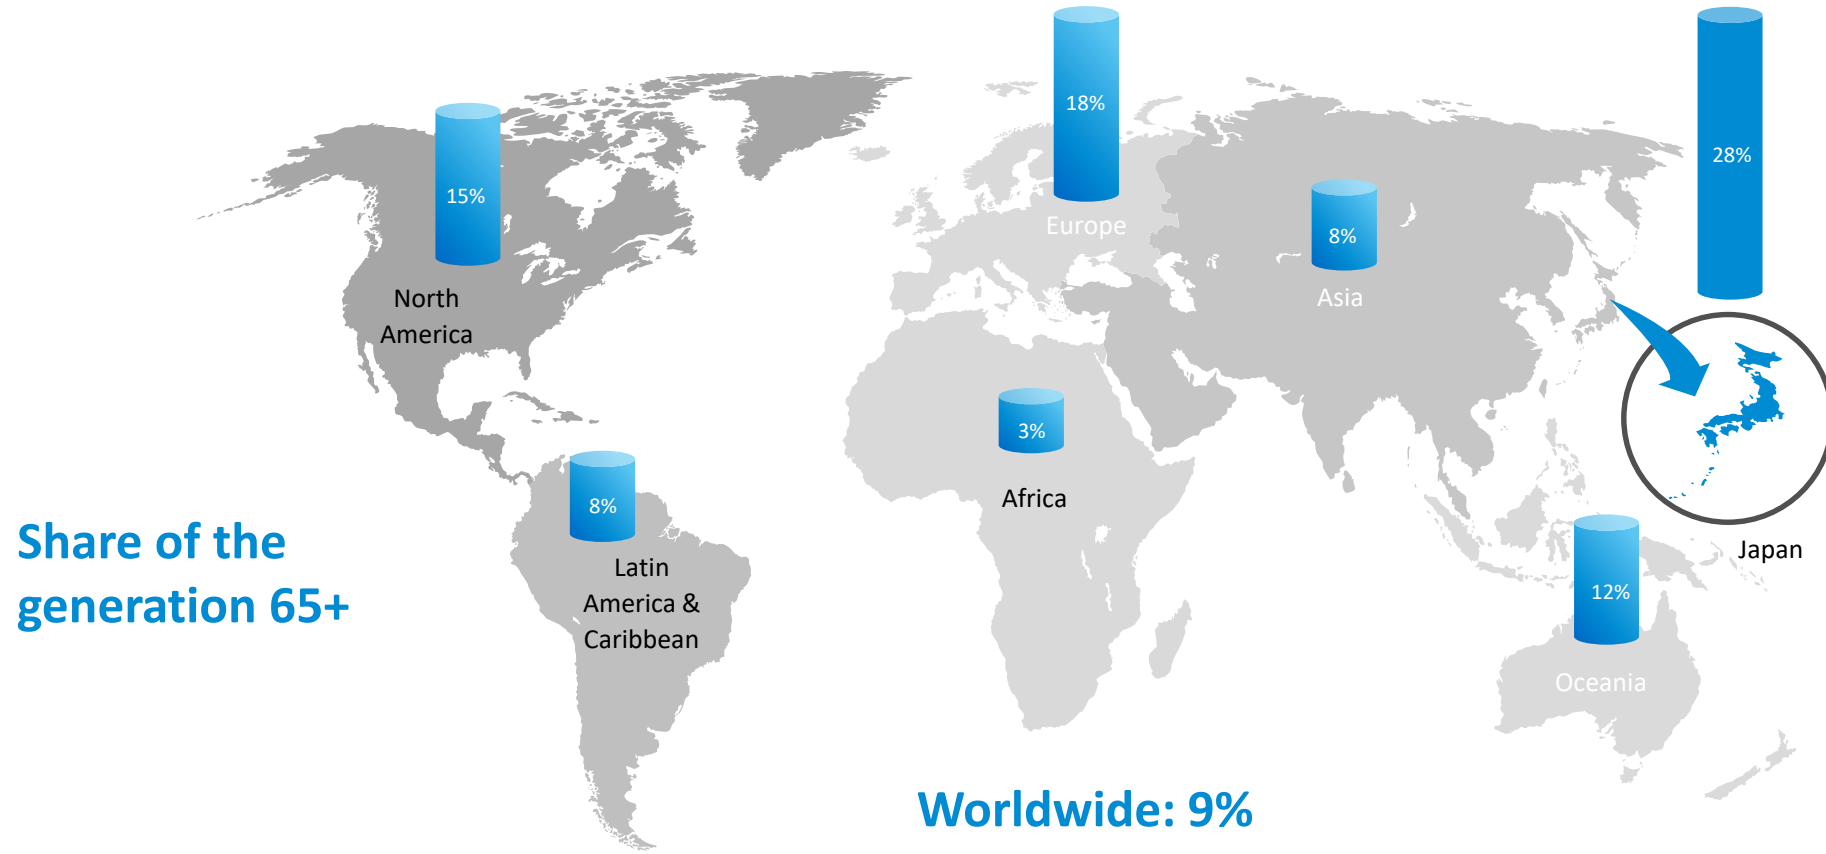 18%
28%
15%
Europe
8%
Asia
North
America
3%
Africa
8%
Share of the
generation 65+
Latin
America &
Caribbean
Japan
12%
Oceania
Worldwide: 9%